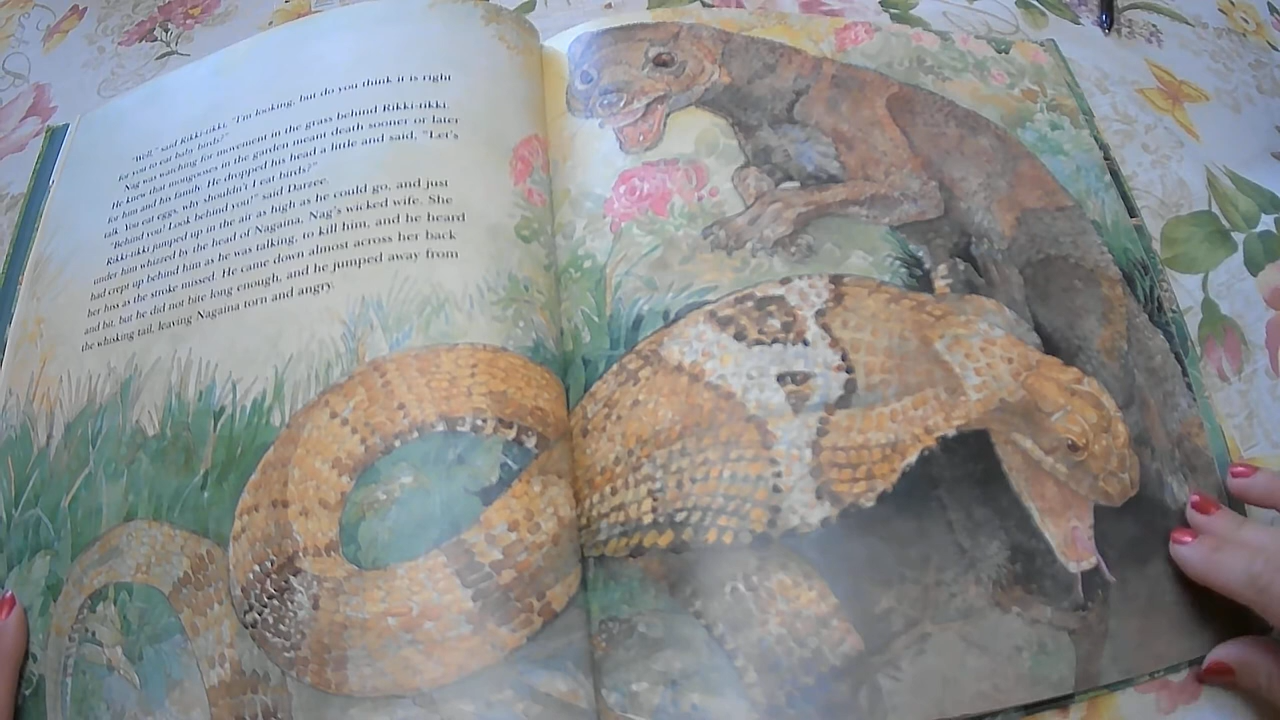 "Well," said Rikki-tikki, "I'm looking, but do you think it is right
for you to eat baby birds?"
Nag was watching for movement in the grass behind Rikki-tikki.
He knew that mongooses in the garden meant death sooner or later
for him and his family. He dropped his head a little and said, "Let's
talk. You eat eggs, why shouldn't I eat birds?"
"Behind you! Look behind you!" said Darzee.
Rikki-tikki jumped up in the air as high as he could go, and just
under him whizzed by the head of Nagaina, Nag's wicked wife. She
had crept up behind him as he was talking, to kill him, and he heard
her hiss as the stroke missed. He came down almost across her back
and bit, but he did not bite long enough, and he jumped away from
the whisking tail, leaving Nagaina torn and angry.